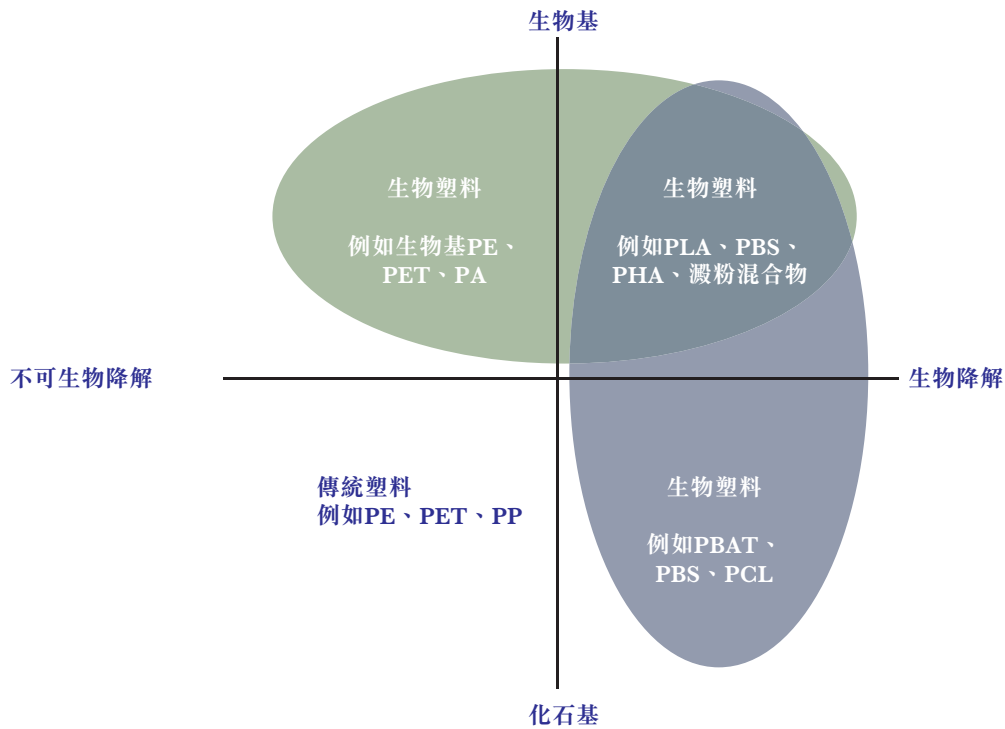 生物基
生物塑料
例如生物基PE、
PET、PA
生物塑料
例如PLA、PBS、
PHA、澱粉混合物
不可生物降解
生物降解
傳統塑料
例如PE、PET、PP
生物塑料
例如PBAT、
PBS、PCL
化石基